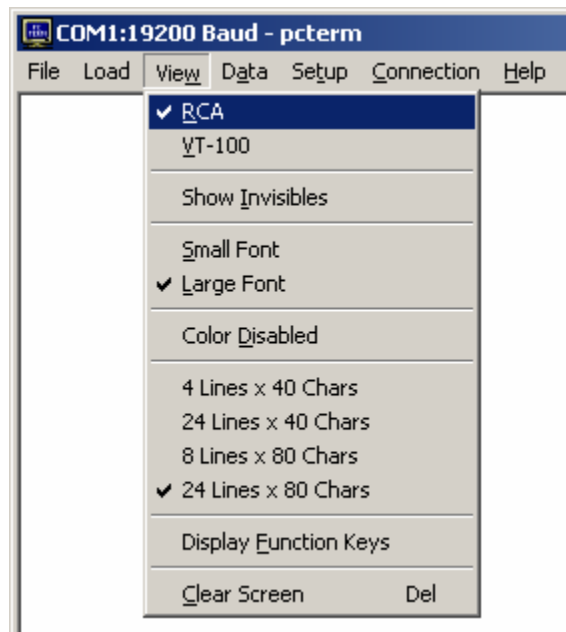 COM1:19200 Baud - pcterm
File Load View Data Setup Connection Help
✔ RCA
VT-100
Show Invisibles
Small Font
✔ Large Font
Color Disabled
4 Lines x 40 Chars
24 Lines x 40 Chars
8 Lines x 80 Chars
✔ 24 Lines x 80 Chars
Display Function Keys
Clear Screen Del